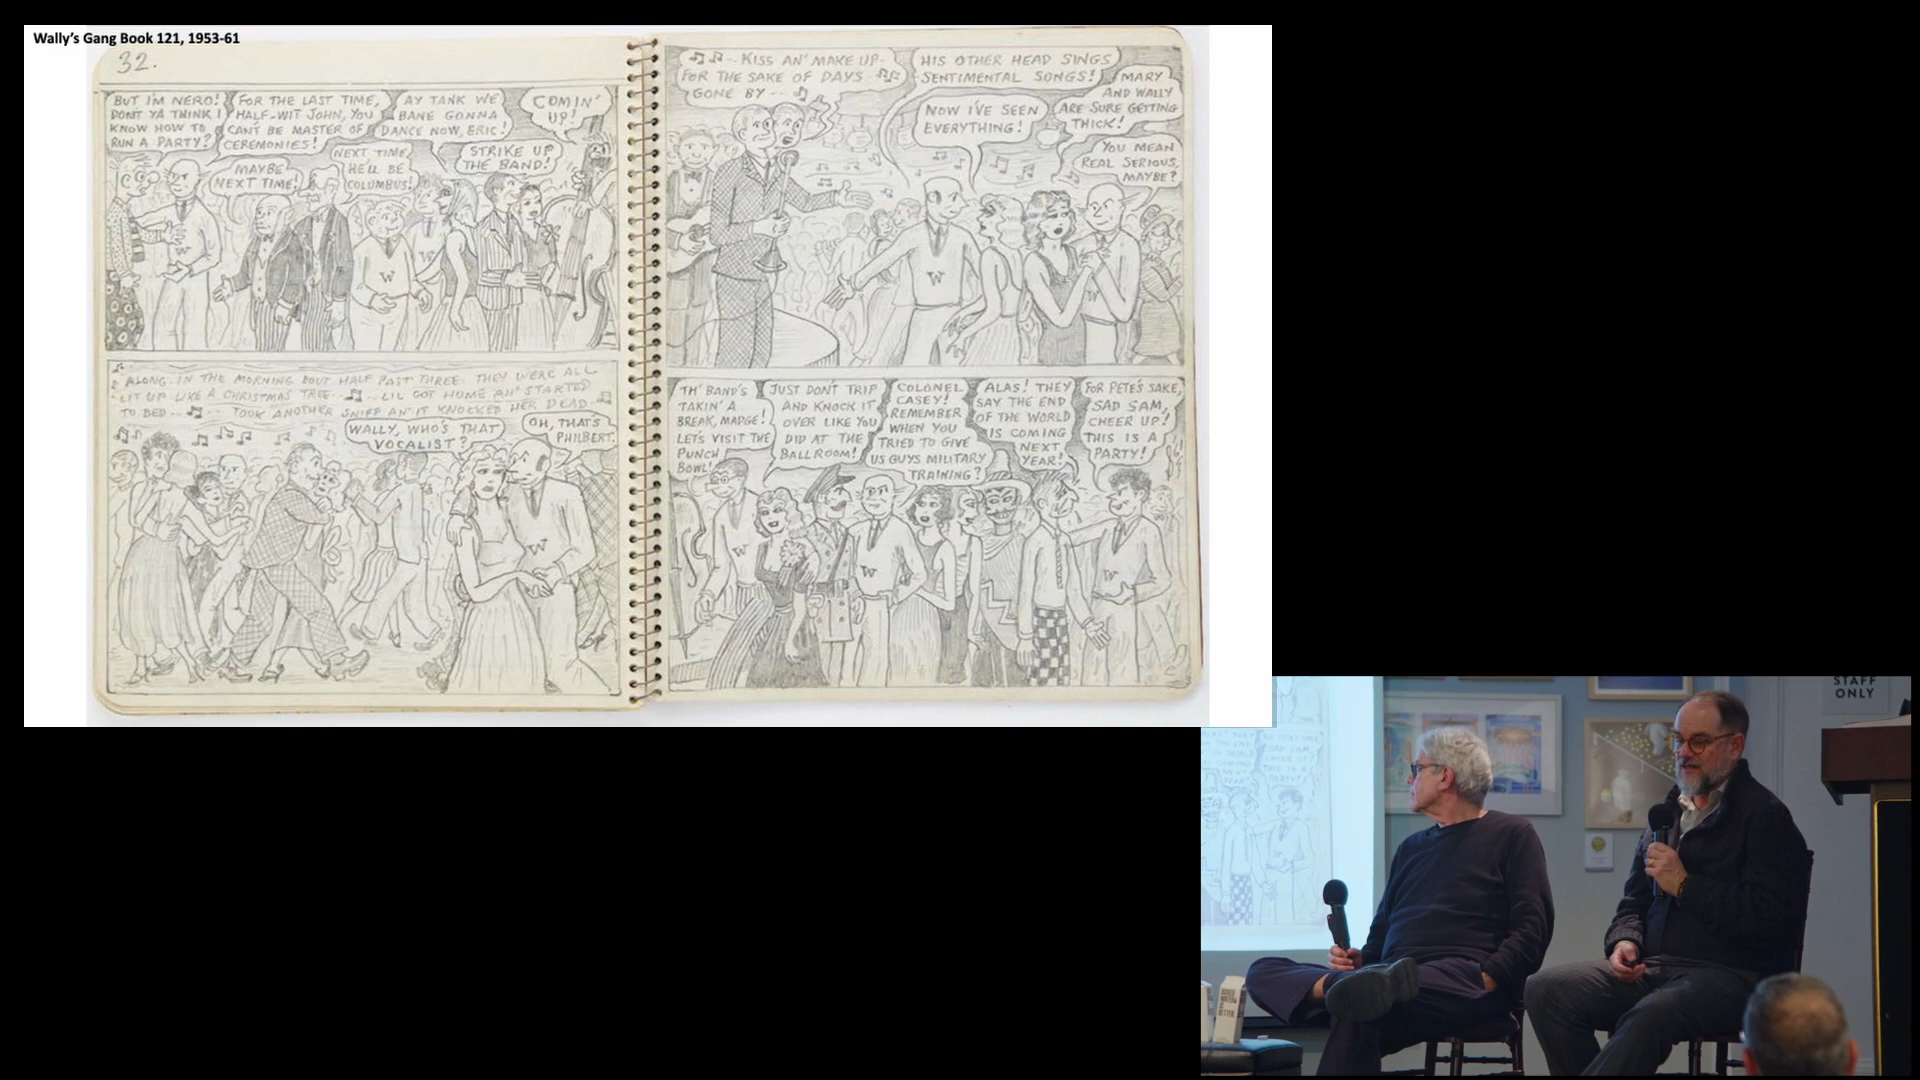 Wally's Gang Book 121, 1953-61
32.
BUT I'M NERO!
DON'T YA THINK I
KNOW HOW TO
RUN A PARTY?
FOR THE LAST TIME,
HALF-WIT JOHN, YOU
CAN'T BE MASTER OF
CEREMONIES!
MAYBE
NEXT TIME!
NEXT TIME
HE'LL BE
COLUMBUS!
AY TANK WE
BANE GONNA
DANCE NOW, ERIC!
STRIKE UP
THE BAND!
COMIN'
UP!
W
W
W
KISS AN' MAKE UP-
FOR THE SAKE OF DAYS
GONE BY--
HIS OTHER HEAD SINGS
SENTIMENTAL SONGS!
NOW I'VE SEEN
EVERYTHING!
MARY
AND WALLY
ARE SURE GETTING
THICK!
YOU MEAN
REAL SERIOUS,
MAYBE?
W
W
ALONG IN THE MORNING BOUT HALF PAST THREE- THEY WERE ALL
LIT UP LIKE A CHRISTMAS TREE-- LIL GOT HOME AN' STARTED
TO BED-- TOOK ANOTHER SNIFF AN' IT KNOCKED HER DEAD
WALLY, WHO'S THAT
VOCALIST?
OH, THAT'S
PHILBERT.
W
TH' BAND'S
TAKIN' A
BREAK, MADGE!
LET'S VISIT THE
PUNCH
BOWL!
JUST DON'T TRIP
AND KNOCK IT
OVER LIKE YOU
DID AT THE
BALLROOM!
COLONEL
CASEY!
REMEMBER
WHEN YOU
TRIED TO GIVE
US GUYS MILITARY
TRAINING?
ALAS! THEY
SAY THE END
OF THE WORLD
IS COMING
NEXT
YEAR!
FOR PETE'S SAKE,
SAD SAM,
CHEER UP!
THIS IS A
PARTY!
W
W
W
STAFF
ONLY